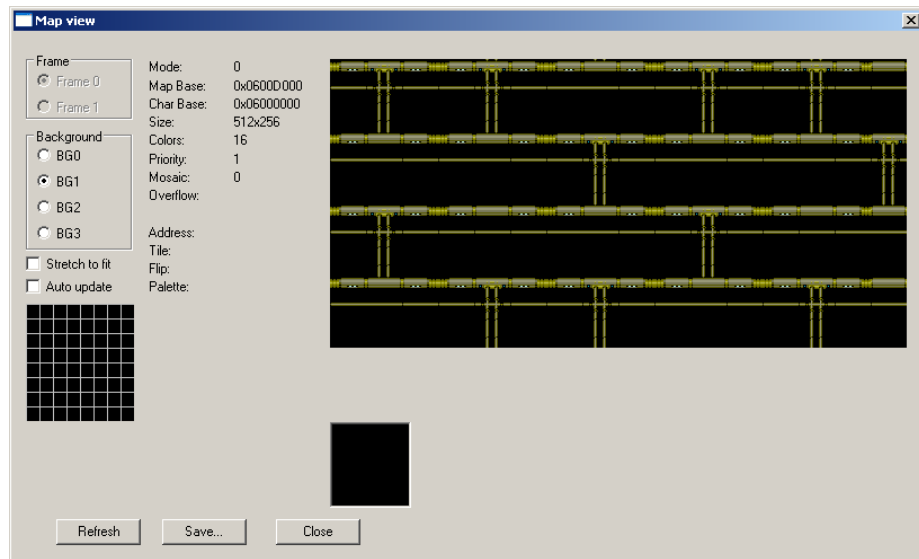 Map view
Frame
Frame 0
Frame 1
Background
BG0
BG1
BG2
BG3
Stretch to fit
Auto update
Mode: 0
Map Base: 0x0600D000
Char Base: 0x06000000
Size: 512x256
Colors: 16
Priority: 1
Mosaic: 0
Overflow:
Address:
Tile:
Flip:
Palette:
Refresh
Save...
Close